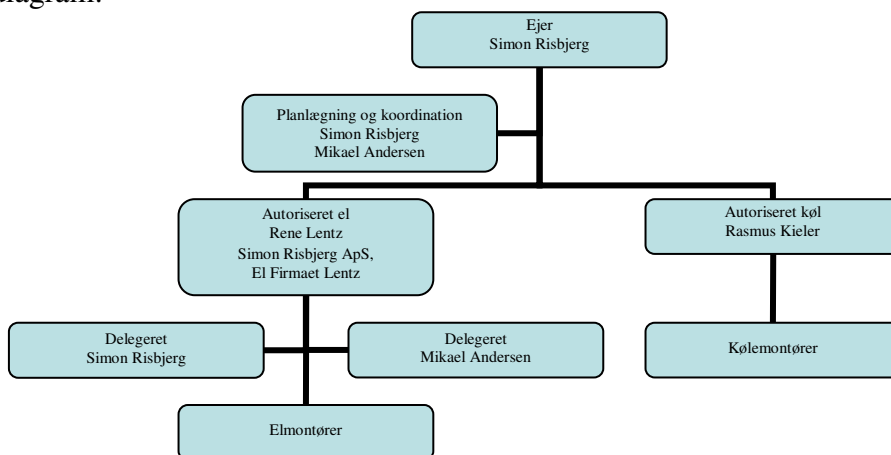 diagram.
Ejer
Simon Risbjerg
Planlægning og koordination
Simon Risbjerg
Mikael Andersen
Autoriseret el
Rene Lentz
Simon Risbjerg ApS,
El Firmaet Lentz
Autoriseret køl
Rasmus Kieler
Delegeret
Simon Risbjerg
Delegeret
Mikael Andersen
Kølemontører
Elmontører